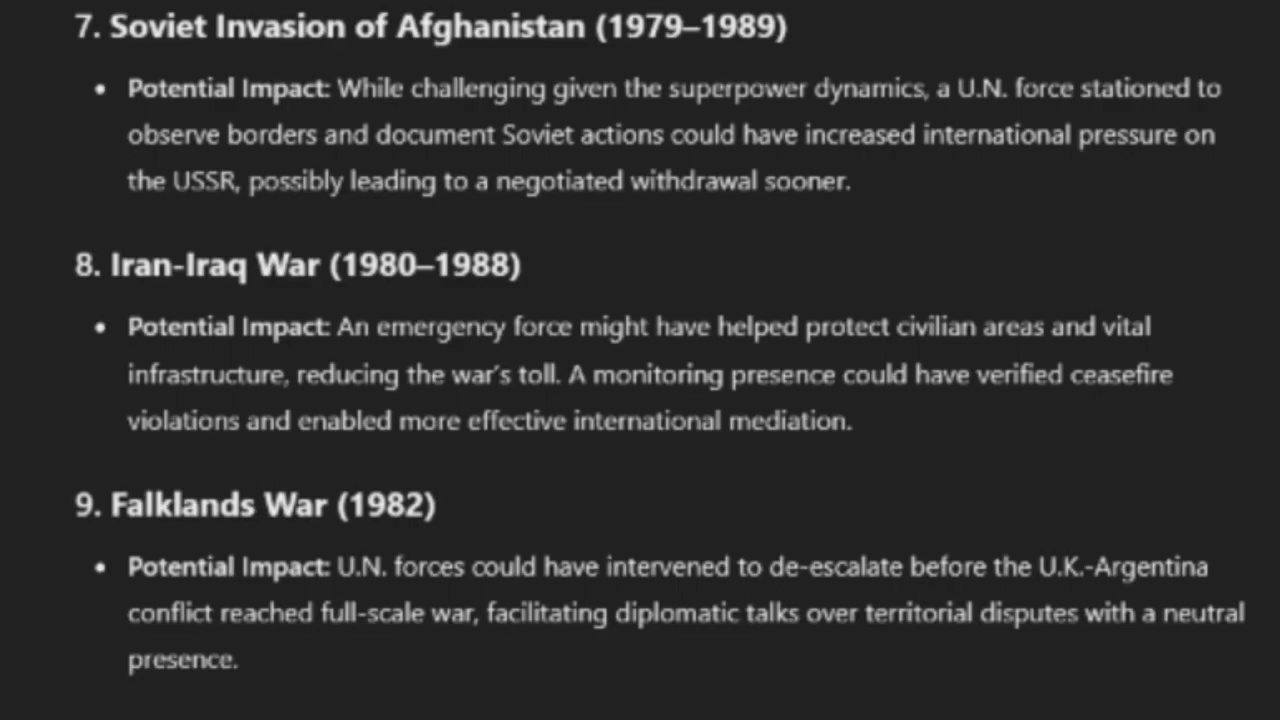 7. Soviet Invasion of Afghanistan (1979–1989)
• Potential Impact: While challenging given the superpower dynamics, a U.N. force stationed to
observe borders and document Soviet actions could have increased international pressure on
the USSR, possibly leading to a negotiated withdrawal sooner.
8. Iran-Iraq War (1980–1988)
• Potential Impact: An emergency force might have helped protect civilian areas and vital
infrastructure, reducing the war's toll. A monitoring presence could have verified ceasefire
violations and enabled more effective international mediation.
9. Falklands War (1982)
• Potential Impact: U.N. forces could have intervened to de-escalate before the U.K.-Argentina
conflict reached full-scale war, facilitating diplomatic talks over territorial disputes with a neutral
presence.